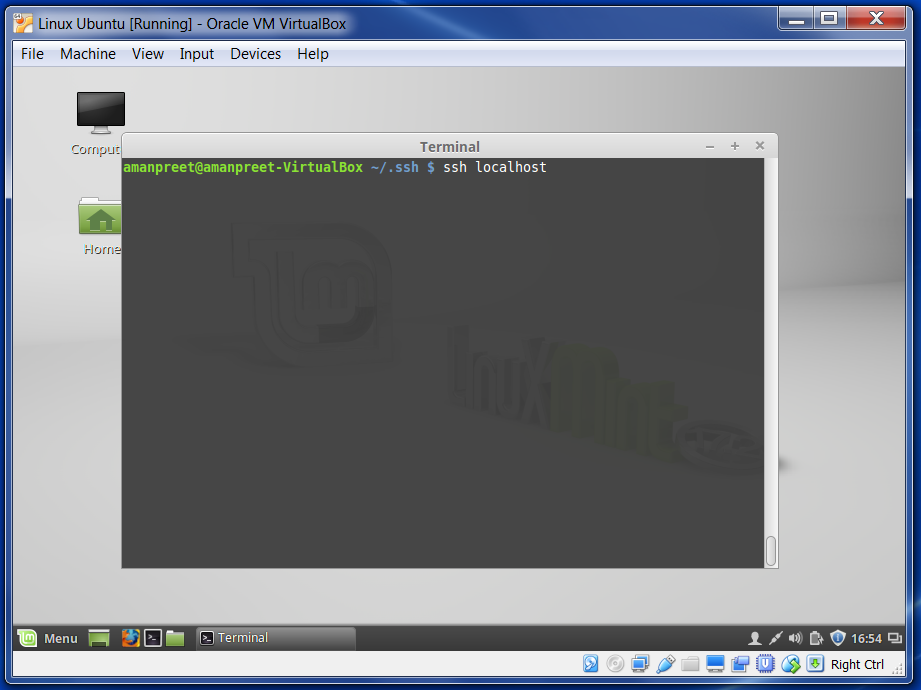 Linux Ubuntu [Running] - Oracle VM VirtualBox
File Machine View Input Devices Help
Comput
Terminal
amanpreet@amanpreet-VirtualBox ~/.ssh $ ssh localhost
Home
LinuxMint
Menu
Terminal
16:54
Right Ctrl